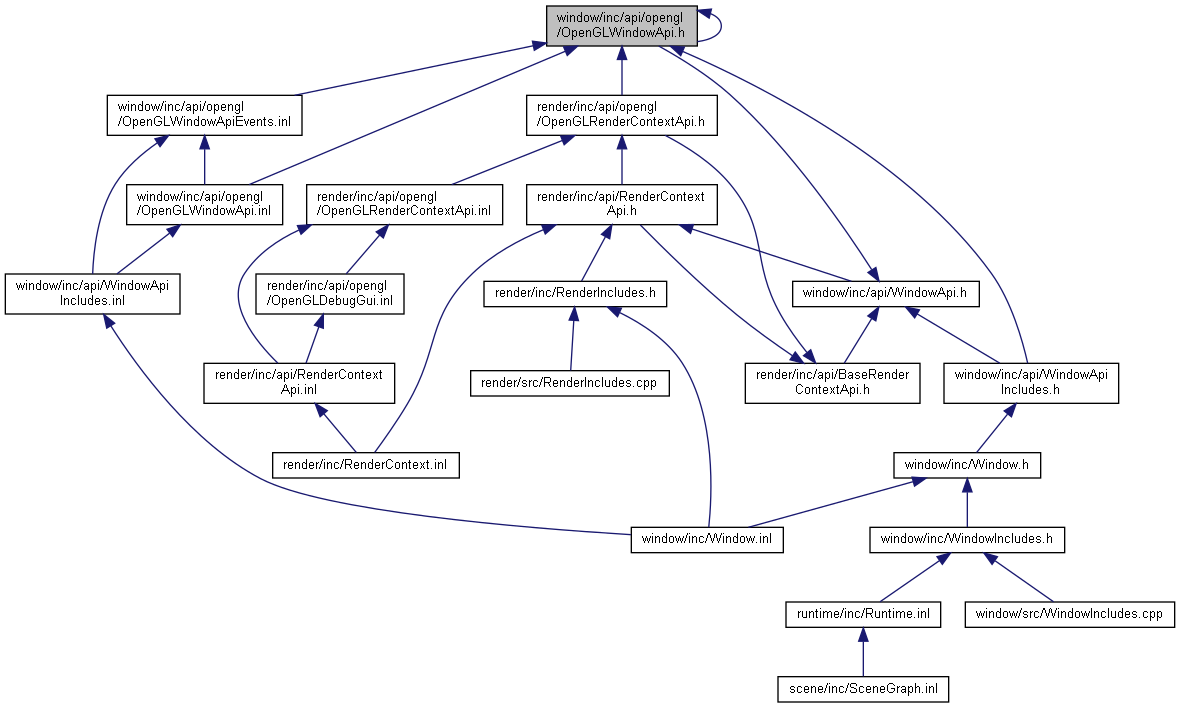 window/inc/api/opengl
/OpenGLWindowApi.h
window/inc/api/opengl
/OpenGLWindowApiEvents.inl
render/inc/api/opengl
/OpenGLRenderContextApi.h
window/inc/api/opengl
/OpenGLWindowApi.inl
render/inc/api/opengl
/OpenGLRenderContextApi.inl
render/inc/api/RenderContext
Api.h
window/inc/api/WindowApi
Includes.inl
render/inc/api/opengl
/OpenGLDebugGui.inl
render/inc/RenderIncludes.h
window/inc/api/WindowApi.h
render/inc/api/RenderContext
Api.inl
render/src/RenderIncludes.cpp
render/inc/api/BaseRender
ContextApi.h
window/inc/api/WindowApi
Includes.h
render/inc/RenderContext.inl
window/inc/Window.h
window/inc/Window.inl
window/inc/WindowIncludes.h
runtime/inc/Runtime.inl
window/src/WindowIncludes.cpp
scene/inc/SceneGraph.inl